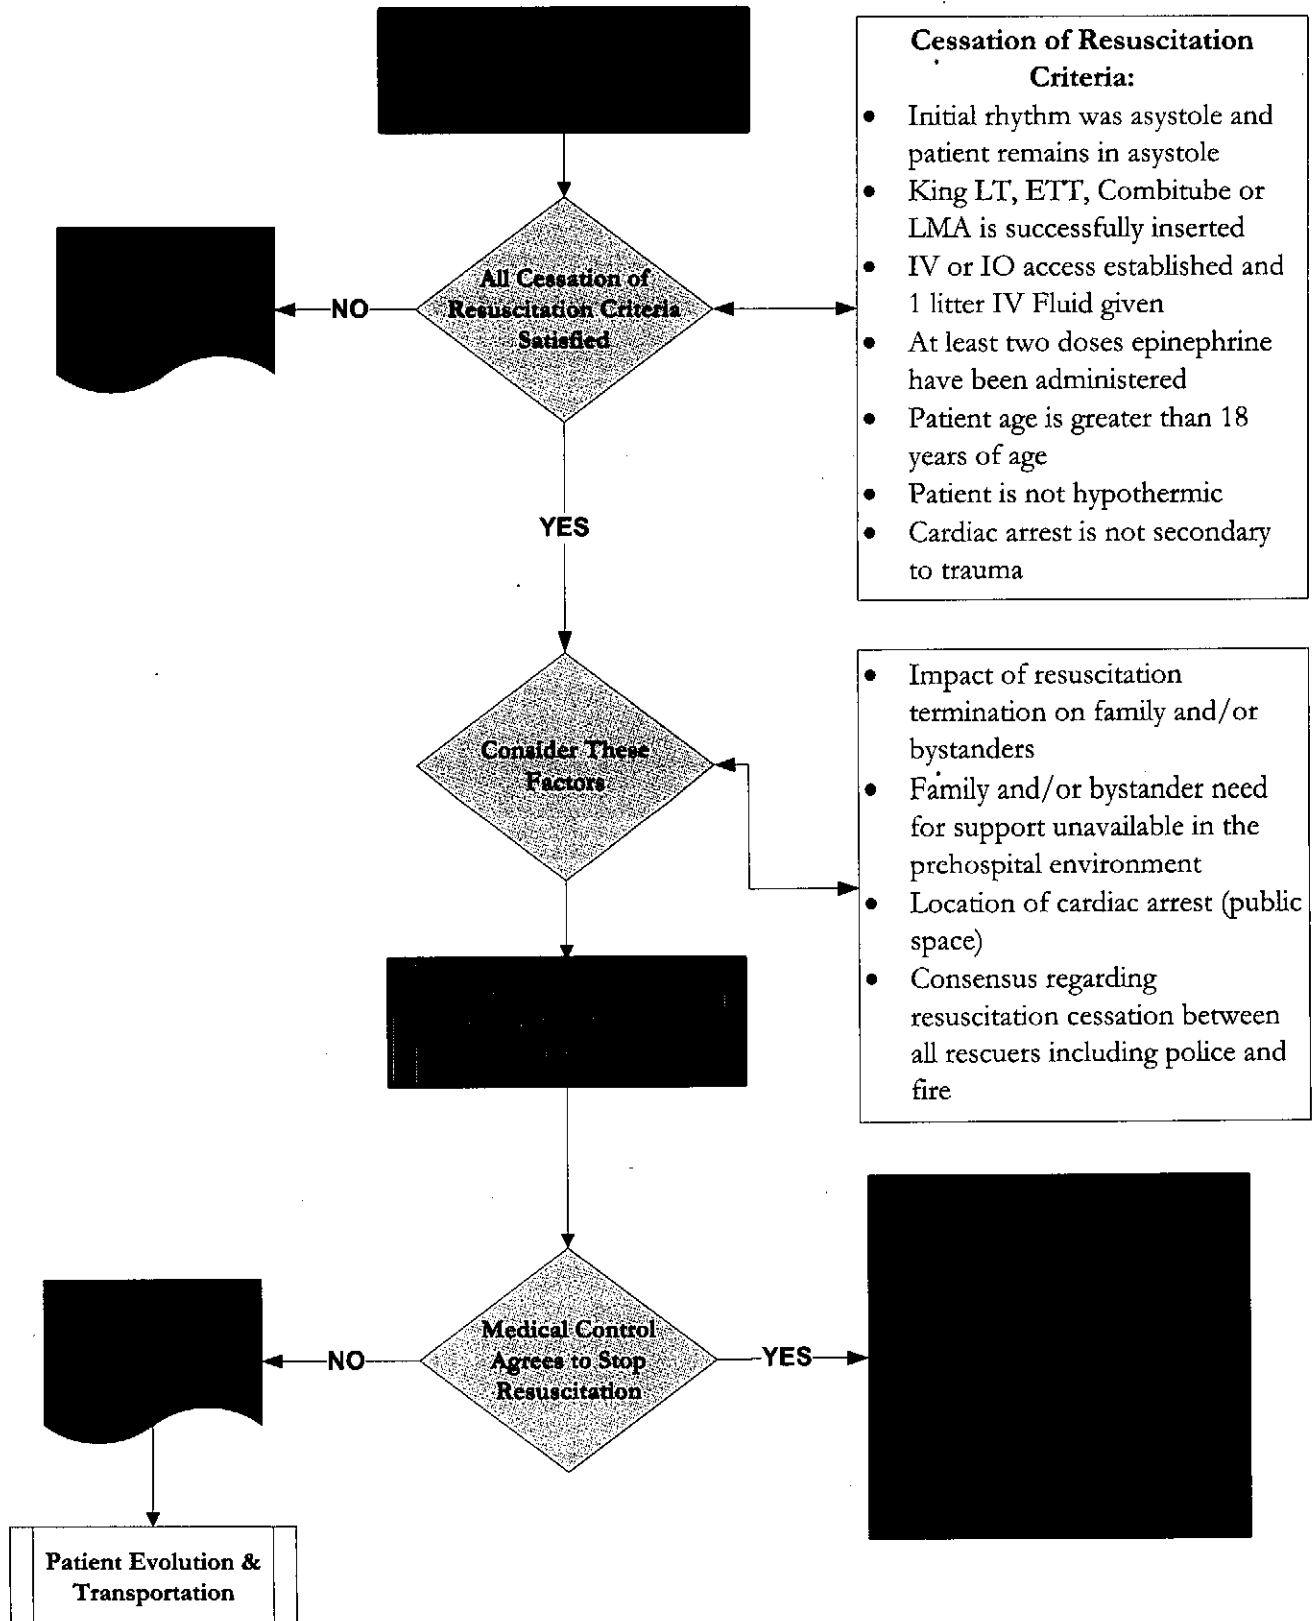 Cessation of Resuscitation
Criteria:
• Initial rhythm was asystole and
patient remains in asystole
• King LT, ETT, Combitube or
LMA is successfully inserted
• IV or IO access established and
1 litter IV Fluid given
• At least two doses epinephrine
have been administered
• Patient age is greater than 18
years of age
• Patient is not hypothermic
• Cardiac arrest is not secondary
to trauma
All Cessation of
Resuscitation Criteria
Satisfied
NO
YES
Consider These
Factors
• Impact of resuscitation
termination on family and/or
bystanders
• Family and/or bystander need
for support unavailable in the
prehospital environment
• Location of cardiac arrest (public
space)
• Consensus regarding
resuscitation cessation between
all rescuers including police and
fire
Medical Control
Agrees to Stop
Resuscitation
NO
YES
Patient Evolution &
Transportation